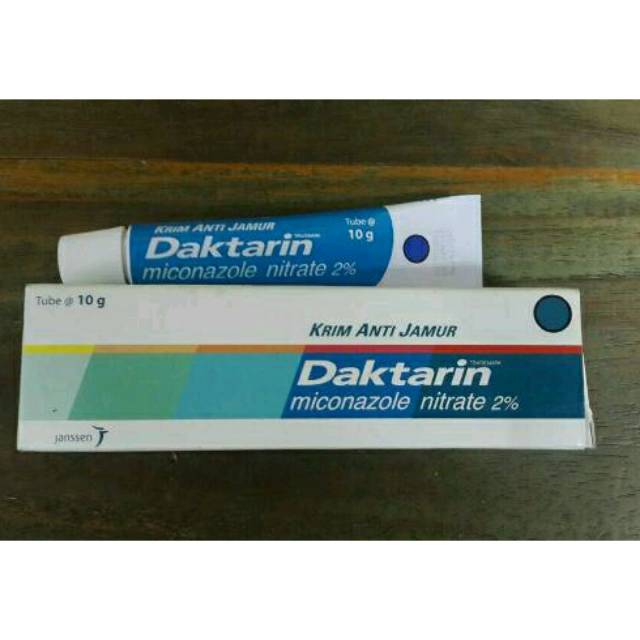 KRIM ANTI JAMUR
Tube @
10 g
Daktarin
miconazole nitrate 2%
Tube @ 10 g
KRIM ANTI JAMUR
Daktarin
miconazole nitrate 2%
janssen